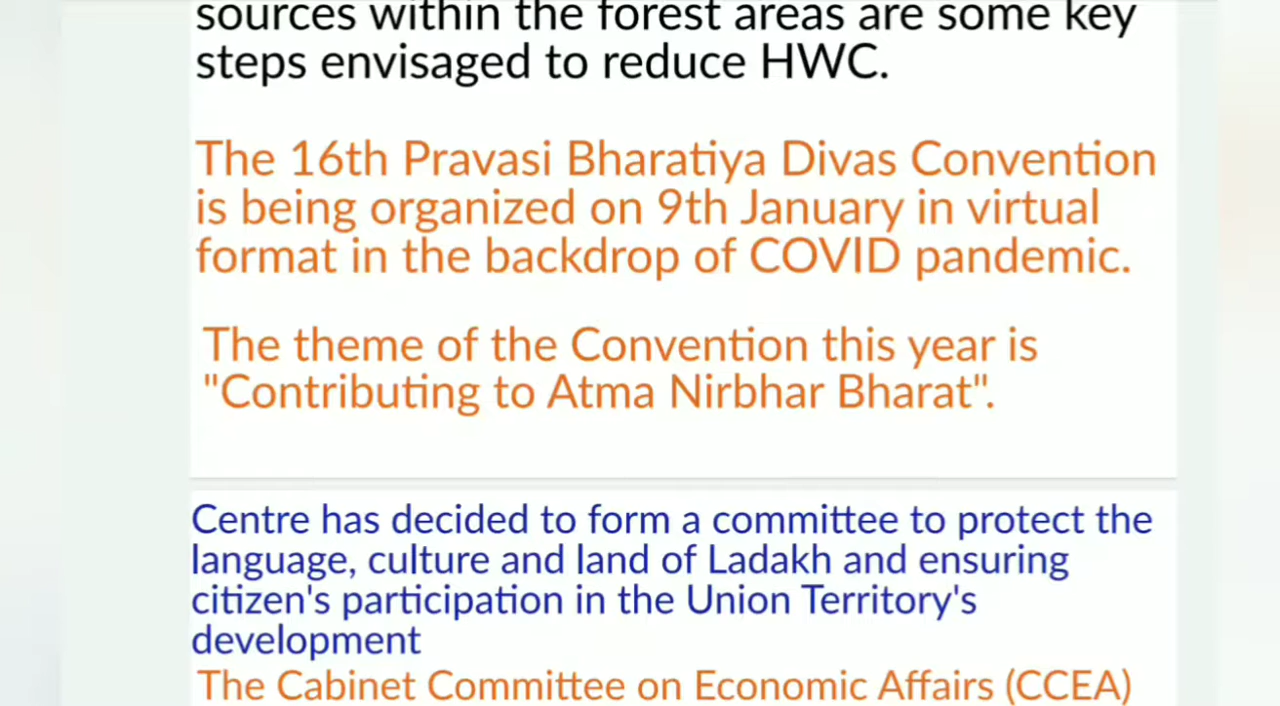 sources within the forest areas are some key
steps envisaged to reduce HWC.
The 16th Pravasi Bharatiya Divas Convention
is being organized on 9th January in virtual
format in the backdrop of COVID pandemic.
The theme of the Convention this year is
"Contributing to Atma Nirbhar Bharat".
Centre has decided to form a committee to protect the
language, culture and land of Ladakh and ensuring
citizen's participation in the Union Territory's
development
The Cabinet Committee on Economic Affairs (CCEA)